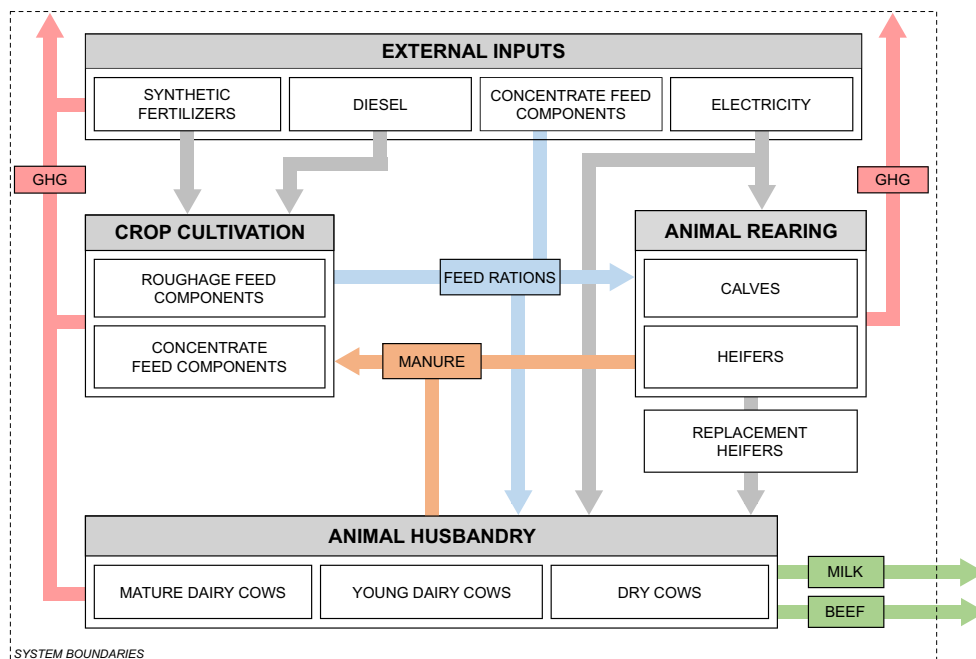 EXTERNAL INPUTS
SYNTHETIC
FERTILIZERS
DIESEL
CONCENTRATE FEED
COMPONENTS
ELECTRICITY
GHG
GHG
CROP CULTIVATION
ROUGHAGE FEED
COMPONENTS
CONCENTRATE
FEED COMPONENTS
FEED RATIONS
MANURE
ANIMAL REARING
CALVES
HEIFERS
REPLACEMENT
HEIFERS
ANIMAL HUSBANDRY
MATURE DAIRY COWS
YOUNG DAIRY COWS
DRY COWS
MILK
BEEF
SYSTEM BOUNDARIES